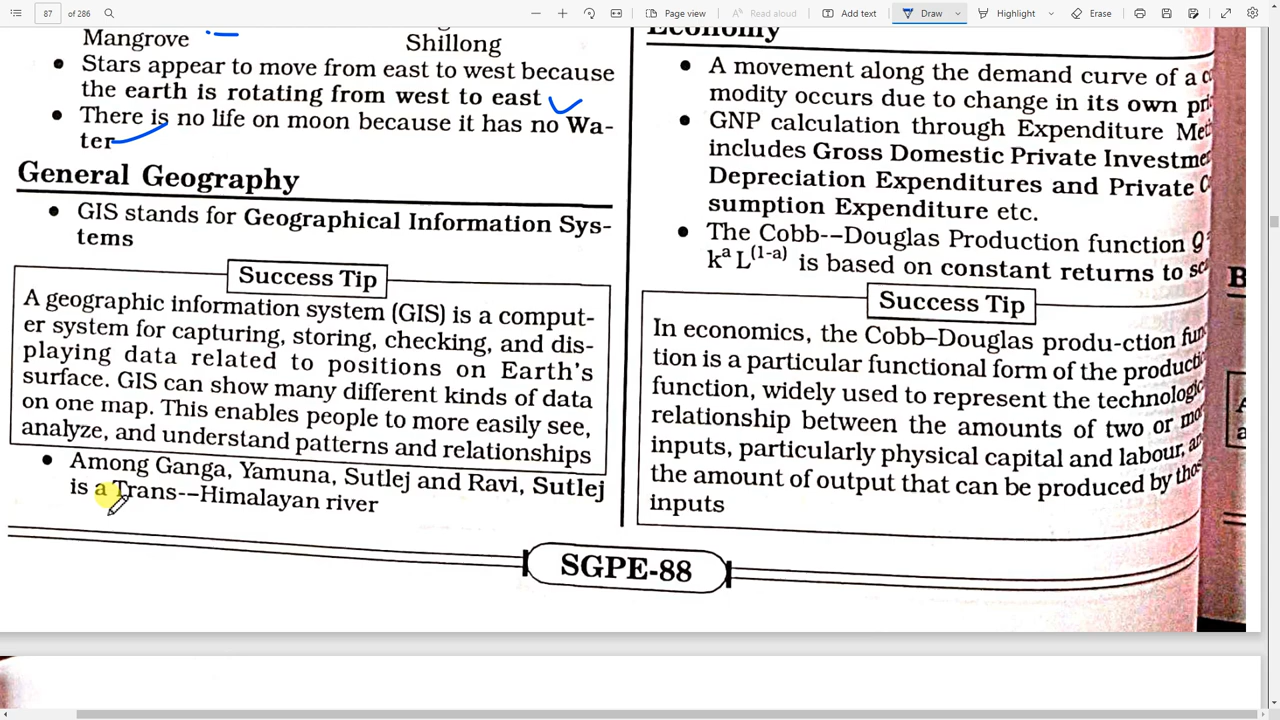 87 of 286
Page view
Read aloud
Add text
Draw
Highlight
Erase
Mangrove
Shillong
• Stars appear to move from east to west because
the earth is rotating from west to east
• There is no life on moon because it has no Wa-
ter
General Geography
• GIS stands for Geographical Information Sys-
tems
Success Tip
A geographic information system (GIS) is a comput-
er system for capturing, storing, checking, and dis-
playing data related to positions on Earth's
surface. GIS can show many different kinds of data
on one map. This enables people to more easily see,
analyze, and understand patterns and relationships
• Among Ganga, Yamuna, Sutlej and Ravi, Sutlej
is a Trans--Himalayan river
Economy
• A movement along the demand curve of a
modity occurs due to change in its own
• GNP calculation through Expenditure
includes Gross Domestic Private
Depreciation Expenditures and Private
sumption Expenditure etc.
• The Cobb--Douglas Production function
kᵃ L⁽¹⁻ᵃ⁾ is based on constant returns to
Success Tip
In economics, the Cobb–Douglas produ-ction
tion is a particular functional form of the
function, widely used to represent the
relationship between the amounts of two or
inputs, particularly physical capital and labour,
the amount of output that can be produced by
inputs
SGPE-88